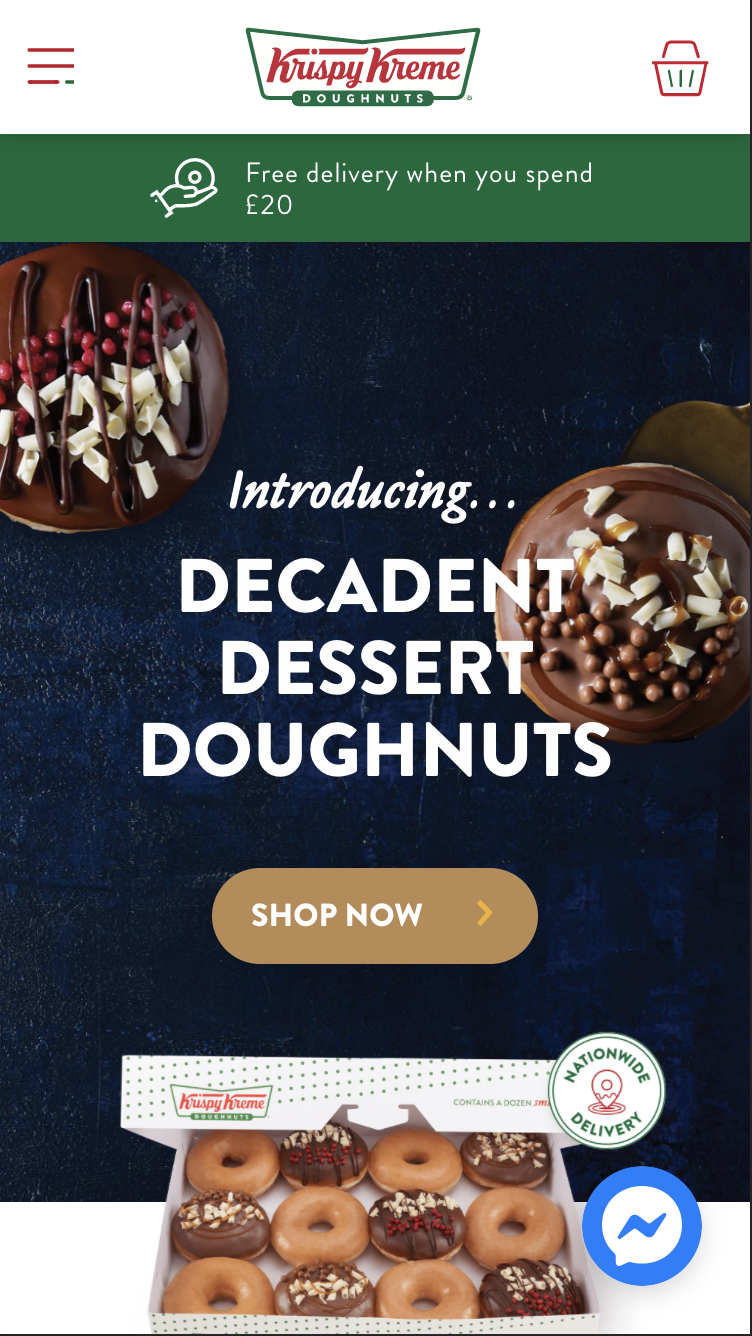 Krispy Kreme
DOUGHNUTS
Free delivery when you spend
£20
Introducing...
DECADENT
DESSERT
DOUGHNUTS
SHOP NOW
NATIONWIDE
DELIVERY
Krispy Kreme
DOUGHNUTS
CONTAINS A DOZEN